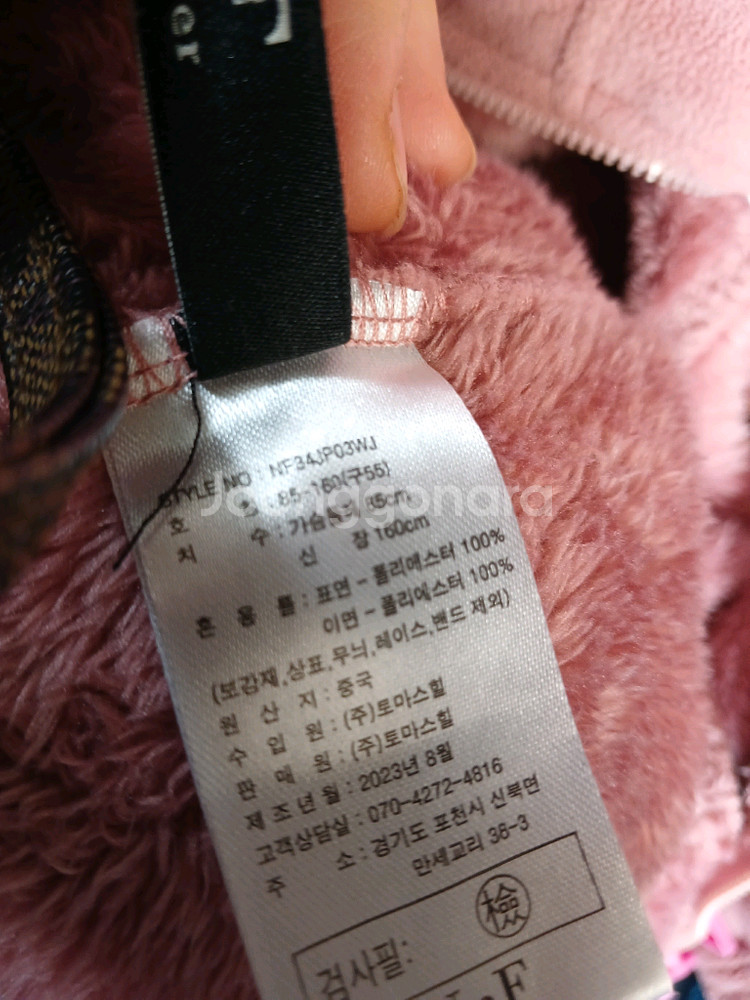 er
STYLE NO : NF34JP03WJ
호 : 85-160(구55)
치 수 : 가슴둘레 85cm
신 장 160cm
혼 용 률 : 표면 - 폴리에스터 100%
이면 - 폴리에스터 100%
(보강재,상표,무늬,레이스,밴드 제외)
원 산 지 : 중국
수 입 원 : (주)토마스힐
판 매 원 : (주)토마스힐
제조년월 : 2023년 8월
고객상담실 : 070-4272-4816
주 소 : 경기도 포천시 신북면
만세교리 36-3
검사필: 檢
Joonggonara